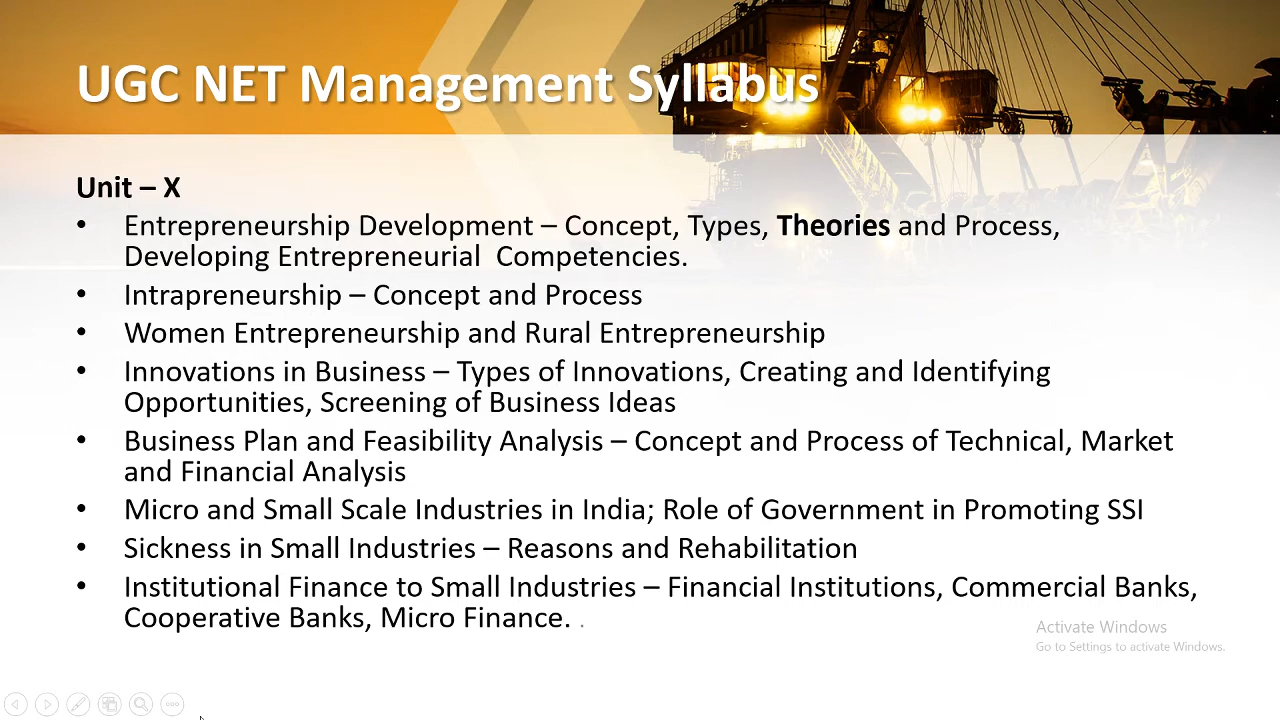 UGC NET Management Syllabus
Unit – X
• Entrepreneurship Development – Concept, Types, Theories and Process,
Developing Entrepreneurial  Competencies.
• Intrapreneurship – Concept and Process
• Women Entrepreneurship and Rural Entrepreneurship
• Innovations in Business – Types of Innovations, Creating and Identifying
Opportunities, Screening of Business Ideas
• Business Plan and Feasibility Analysis – Concept and Process of Technical, Market
and Financial Analysis
• Micro and Small Scale Industries in India; Role of Government in Promoting SSI
• Sickness in Small Industries – Reasons and Rehabilitation
• Institutional Finance to Small Industries – Financial Institutions, Commercial Banks,
Cooperative Banks, Micro Finance. .
Activate Windows
Go to Settings to activate Windows.